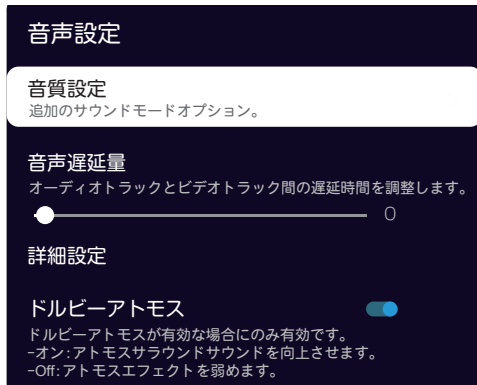 音声設定
音質設定
追加のサウンドモードオプション。
音声遅延量
オーディオトラックとビデオトラック間の遅延時間を調整します。
0
詳細設定
ドルビーアトモス
ドルビーアトモスが有効な場合にのみ有効です。
-オン:アトモスサラウンドサウンドを向上させます。
-Off:アトモスエフェクトを弱めます。